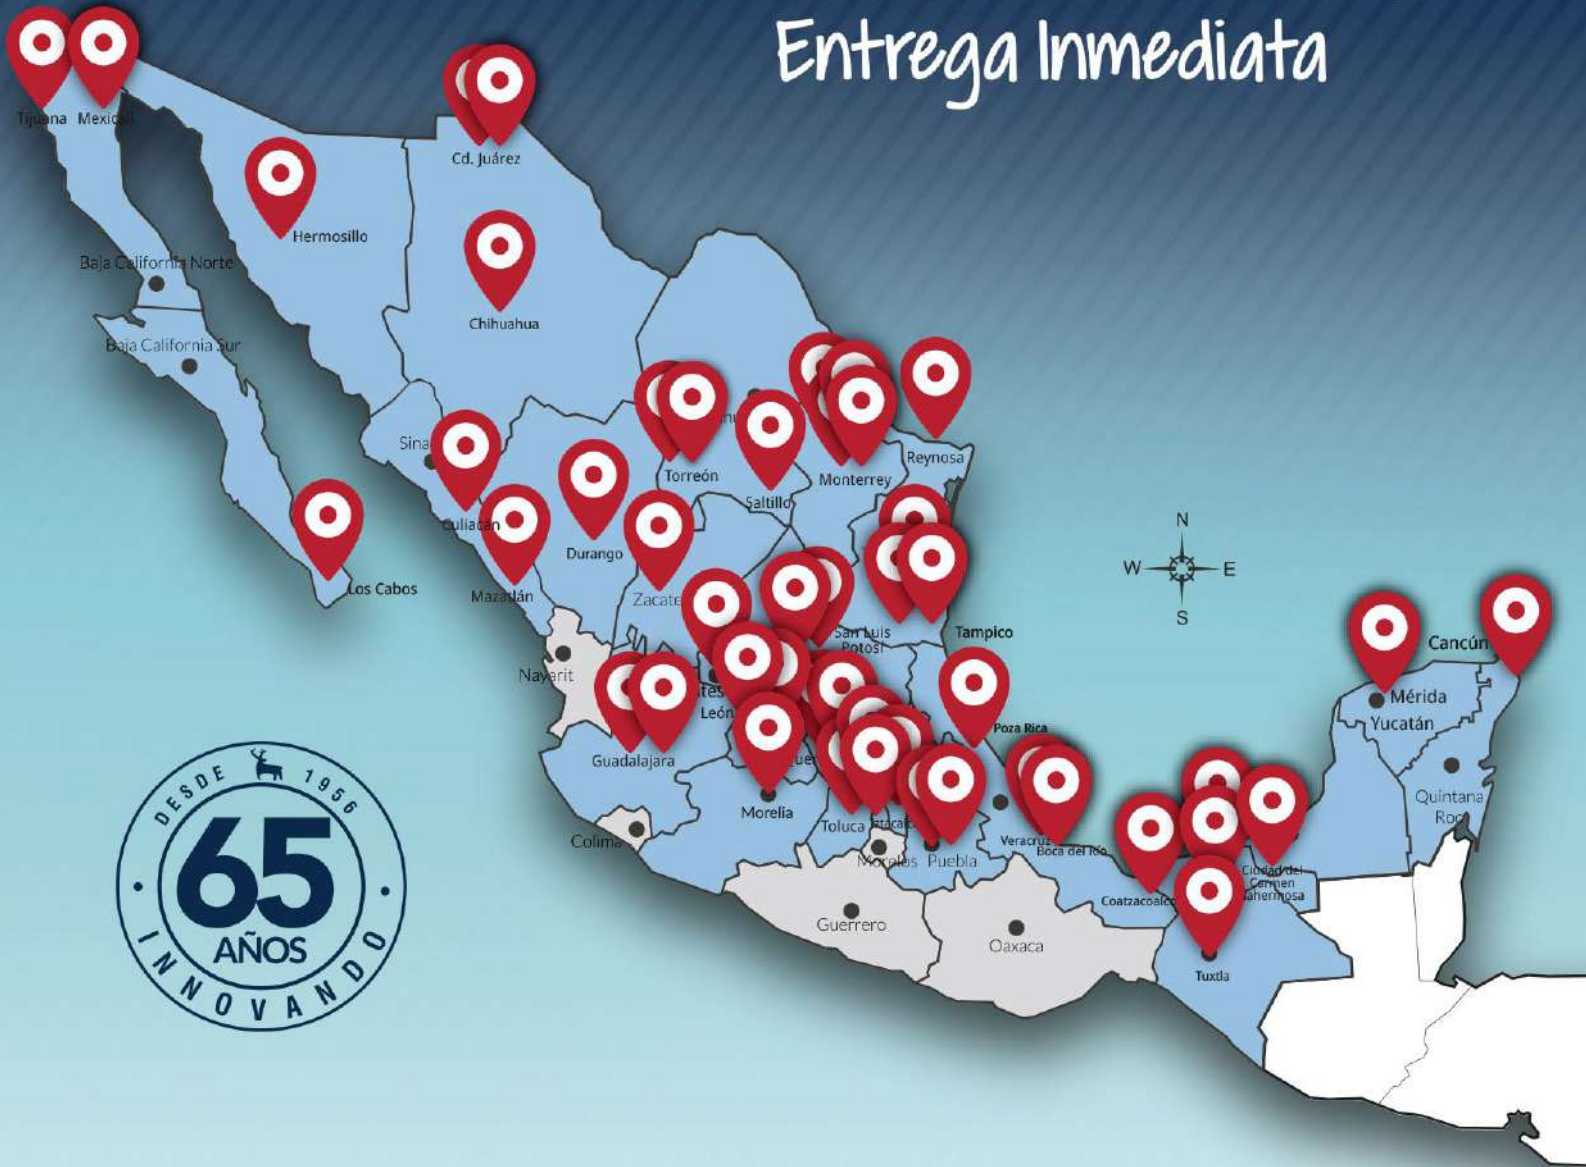 Entrega Inmediata
Tijuana
Cd. Juárez
Hermosillo
Baja California Norte
Chihuahua
Baja California Sur
Reynosa
Torreón
Monterrey
Saltillo
Culiacán
Durango
Los Cabos
Mazatlán
N
W
E
S
San Luis
Potosí
Tampico
Cancún
Nayarit
Mérida
León
Yucatán
Poza Rica
Guadalajara
Quintana
Roo
Morelia
Toluca
Colima
Veracruz
Boca del Río
Morelos
Puebla
Ciudad del
Carmen
Guerrero
Oaxaca
Tuxtla
DESDE 1956
65
AÑOS
INNOVANDO